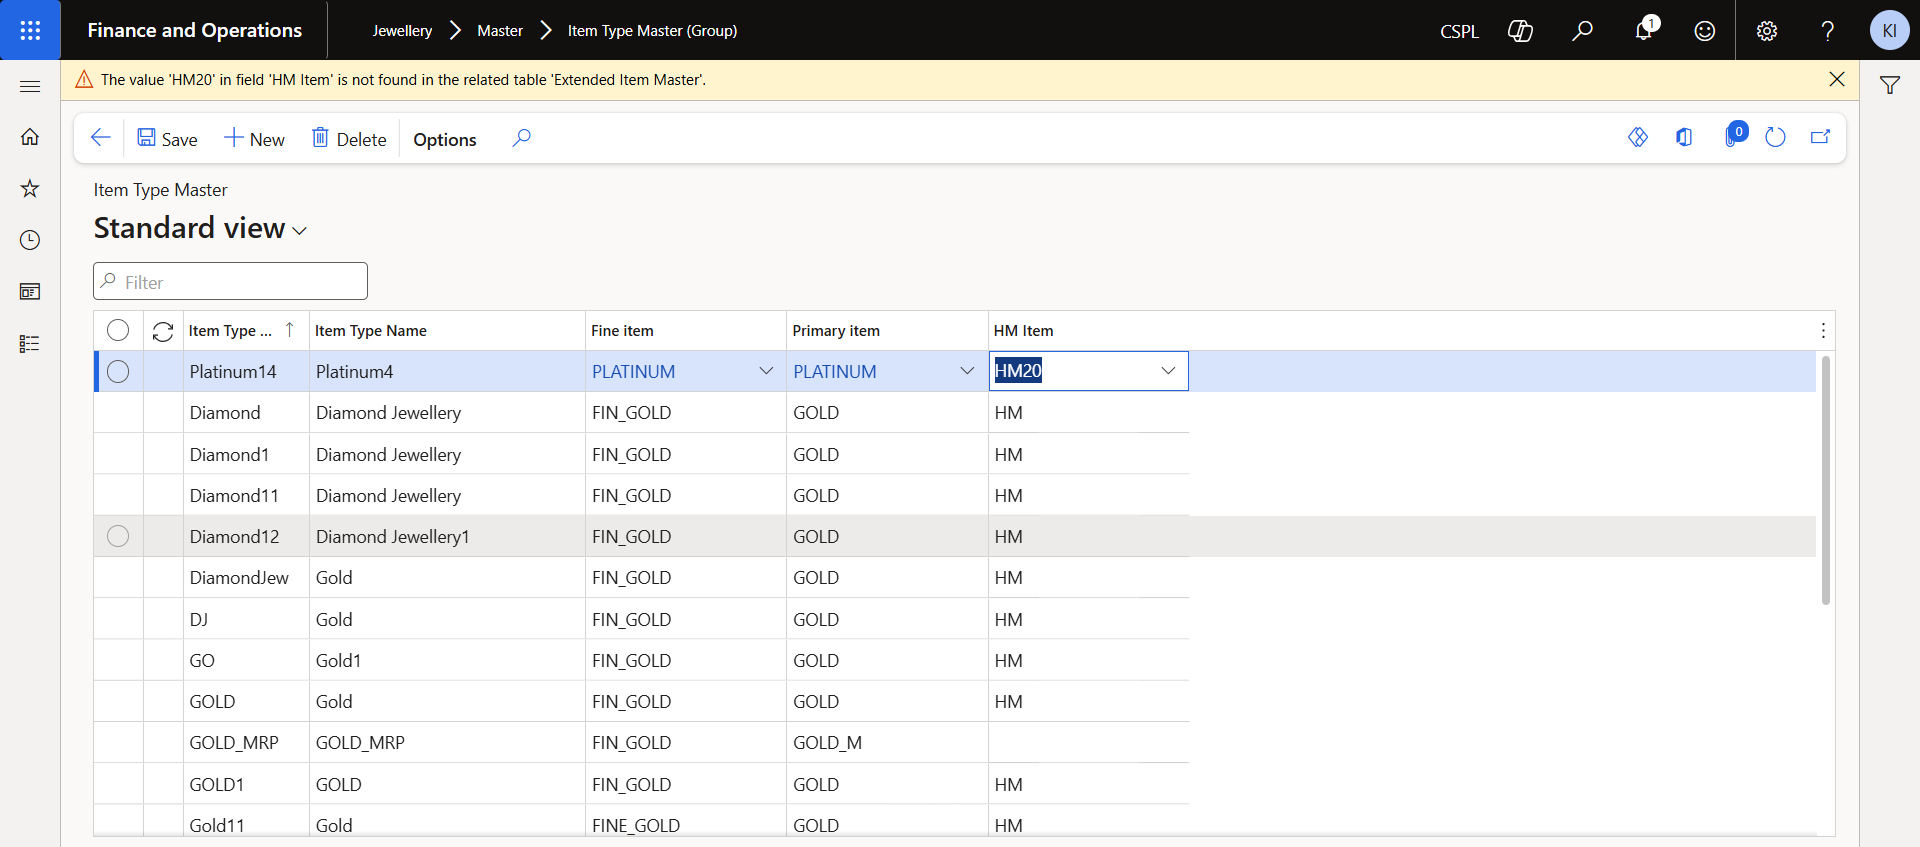 Finance and Operations
Jewellery > Master > Item Type Master (Group)
CSPL
1
?
KI
The value 'HM20' in field 'HM Item' is not found in the related table 'Extended Item Master'.
Save New Delete Options
0
Item Type Master
Standard view
Filter
Item Type ... ↑ Item Type Name Fine item Primary item HM Item
Platinum14 Platinum4 PLATINUM PLATINUM HM20
Diamond Diamond Jewellery FIN_GOLD GOLD HM
Diamond1 Diamond Jewellery FIN_GOLD GOLD HM
Diamond11 Diamond Jewellery FIN_GOLD GOLD HM
Diamond12 Diamond Jewellery1 FIN_GOLD GOLD HM
DiamondJew Gold FIN_GOLD GOLD HM
DJ Gold FIN_GOLD GOLD HM
GO Gold1 FIN_GOLD GOLD HM
GOLD Gold FIN_GOLD GOLD HM
GOLD_MRP GOLD_MRP FIN_GOLD GOLD_M
GOLD1 GOLD FIN_GOLD GOLD HM
Gold11 Gold FINE_GOLD GOLD HM